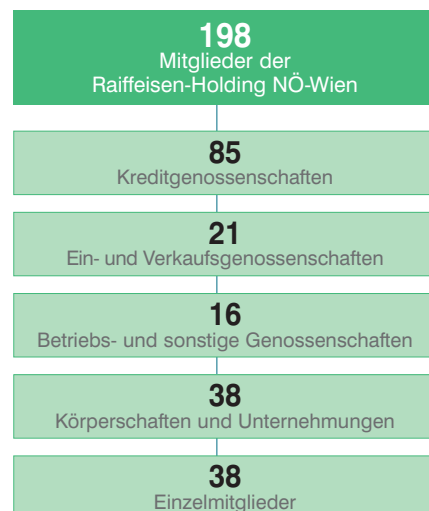 198
Mitglieder der
Raiffeisen-Holding NÖ-Wien
85
Kreditgenossenschaften
21
Ein- und Verkaufsgenossenschaften
16
Betriebs- und sonstige Genossenschaften
38
Körperschaften und Unternehmungen
38
Einzelmitglieder